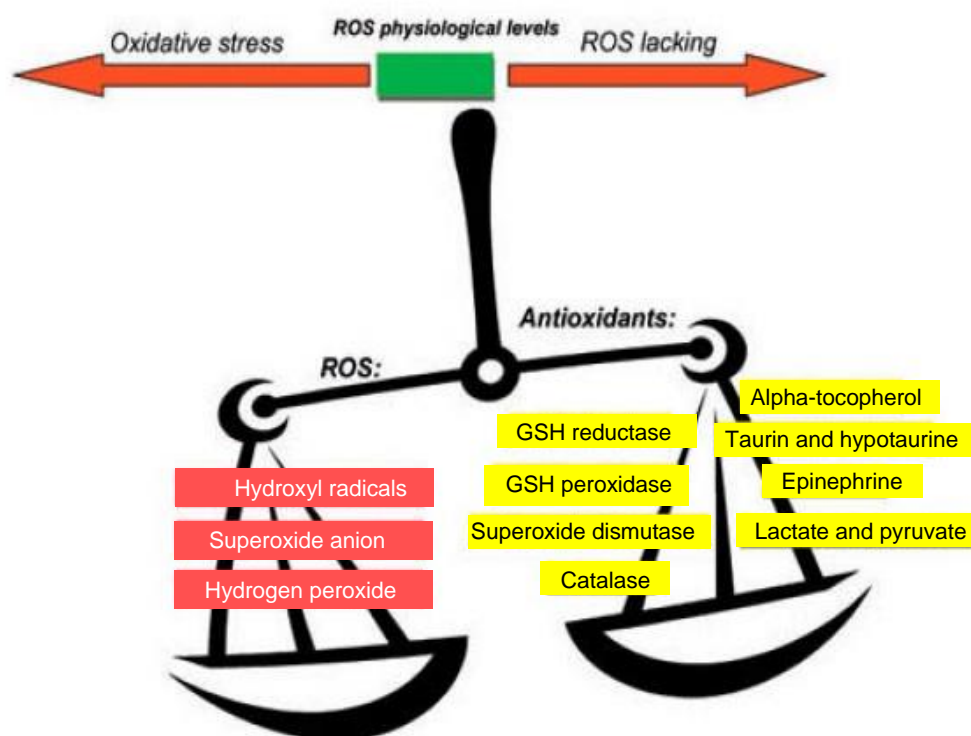 Oxidative stress
ROS physiological levels
ROS lacking
Antioxidants:
ROS:
Alpha-tocopherol
GSH reductase
Taurin and hypotaurine
Hydroxyl radicals
GSH peroxidase
Epinephrine
Superoxide anion
Superoxide dismutase
Lactate and pyruvate
Hydrogen peroxide
Catalase